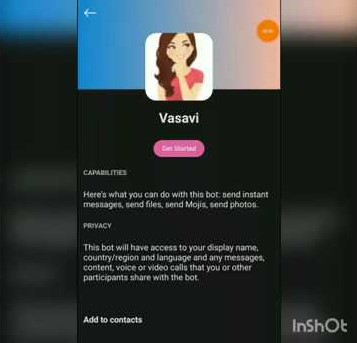 Vasavi
Get Started
CAPABILITIES
Here's what you can do with this bot: send instant
messages, send files, send Mojis, send photos.
PRIVACY
This bot will have access to your display name,
country/region and language and any messages,
content, voice or video calls that you or other
participants share with the bot.
Add to contacts
InShOt